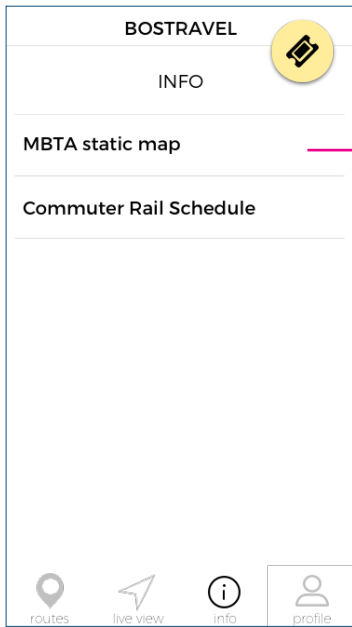 BOSTRAVEL
INFO
MBTA static map
Commuter Rail Schedule
routes live view info profile